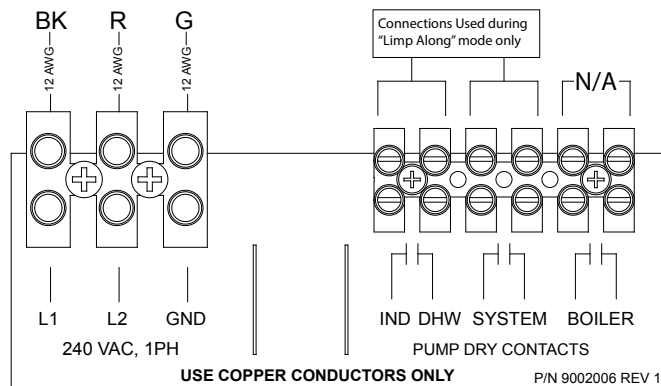 BK R G
12 AWG 12 AWG 12 AWG
Connections Used during
“Limp Along” mode only
N/A
L1 L2 GND
240 VAC, 1PH
IND DHW SYSTEM BOILER
PUMP DRY CONTACTS
USE COPPER CONDUCTORS ONLY
P/N 9002006 REV 1